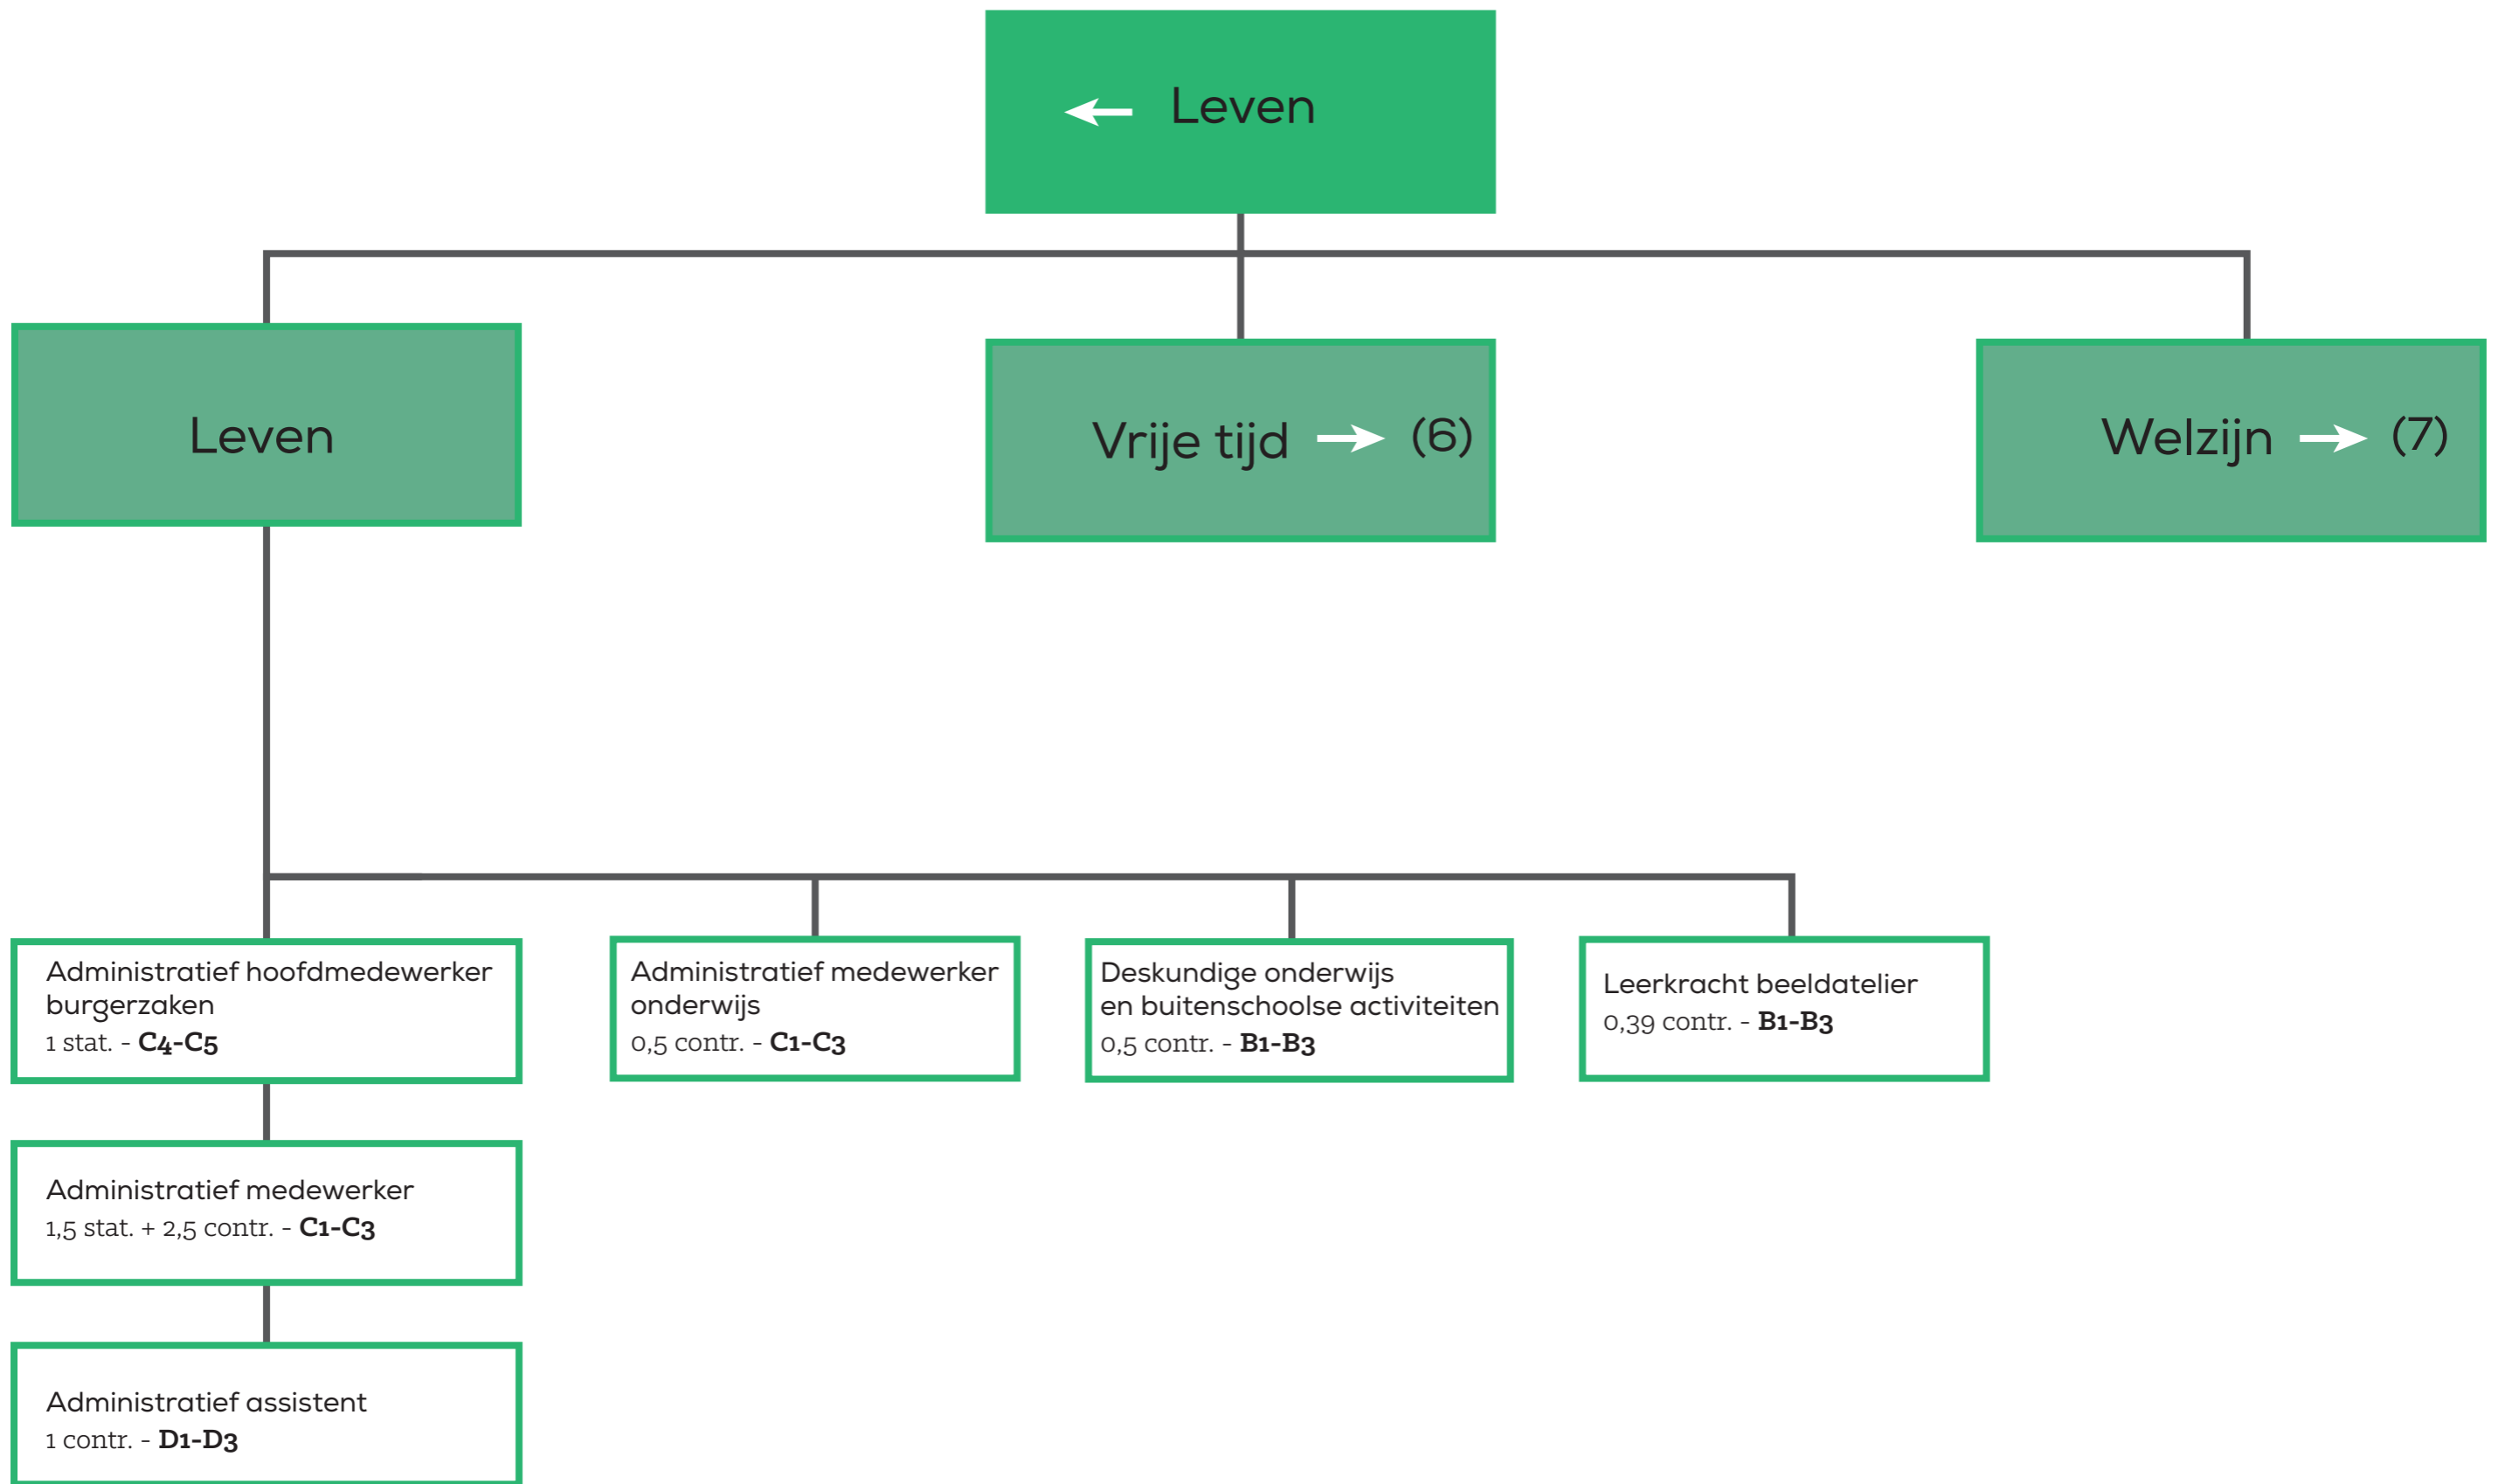 Leven
Leven
Vrije tijd (6)
Welzijn (7)
Administratief hoofdmedewerker
burgerzaken
1 stat. - C4-C5
Administratief medewerker
onderwijs
0,5 contr. - C1-C3
Deskundige onderwijs
en buitenschoolse activiteiten
0,5 contr. - B1-B3
Leerkracht beeldatelier
0,39 contr. - B1-B3
Administratief medewerker
1,5 stat. + 2,5 contr. - C1-C3
Administratief assistent
1 contr. - D1-D3